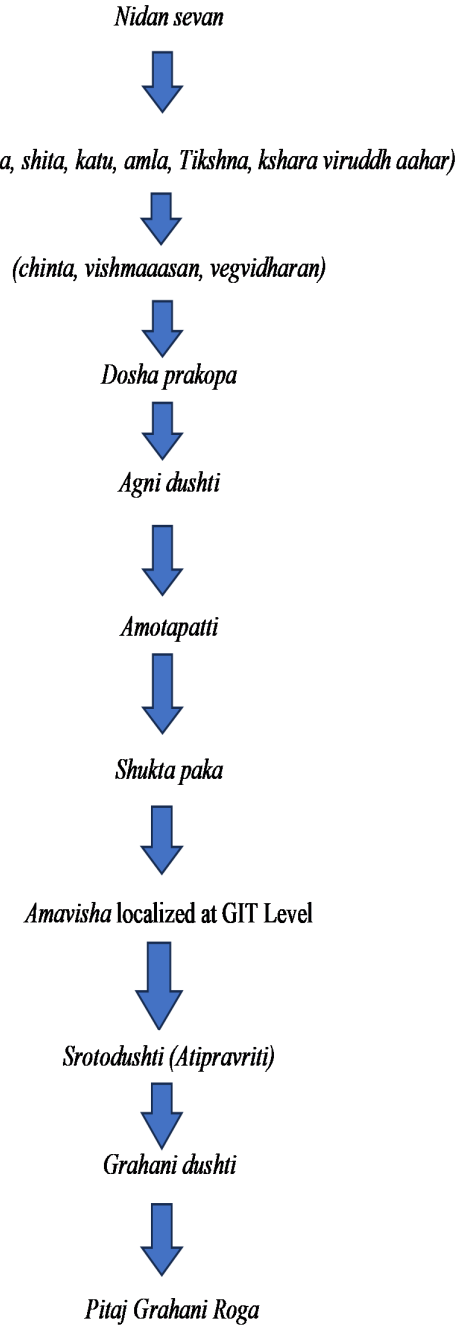 Nidan sevan
a, shita, katu, amla, Tikshna, kshara viruddh aahar)
(chinta, vishmaaasan, vegvidharan)
Dosha prakopa
Agni dushti
Amotapatti
Shukta paka
Amavisha localized at GIT Level
Srotodushti (Atipravriti)
Grahani dushti
Pitaj Grahani Roga